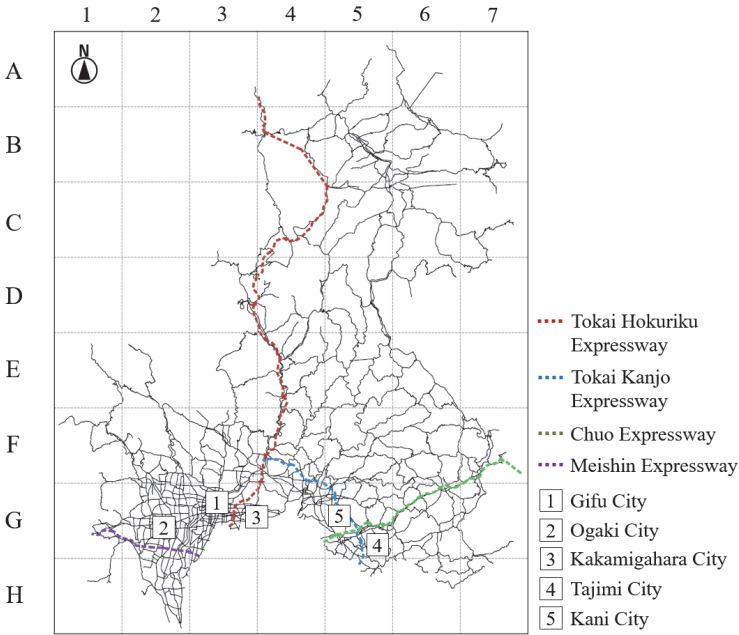 1 2 3 4 5 6 7
N
A
B
C
D
E
F
G
H
1
2
3
4
5
Tokai Hokuriku
Expressway
Tokai Kanjo
Expressway
Chuo Expressway
Meishin Expressway
1 Gifu City
2 Ogaki City
3 Kakamigahara City
4 Tajimi City
5 Kani City